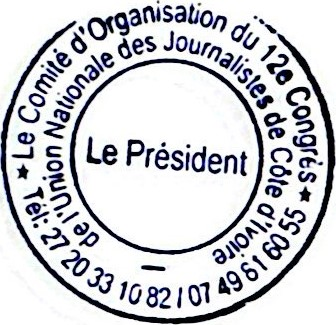 ★ Le Comité d'Organisation du 12e Congrès ★
de l'Union Nationale des Journalistes de Côte d'Ivoire
Le Président
Tél: 27 20 33 10 82 / 07 49 61 60 55